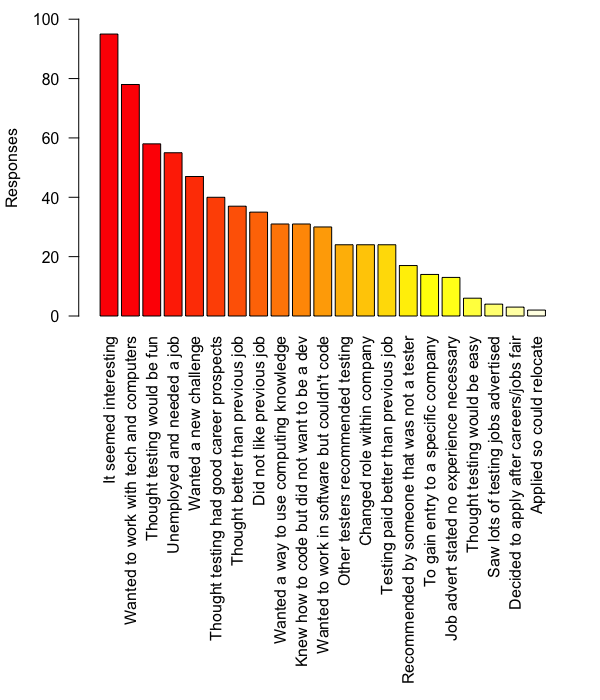 100
80
60
40
20
0
Responses
It seemed interesting
Wanted to work with tech and computers
Thought testing would be fun
Unemployed and needed a job
Wanted a new challenge
Thought testing had good career prospects
Thought better than previous job
Did not like previous job
Wanted a way to use computing knowledge
Knew how to code but did not want to be a dev
Wanted to work in software but couldn't code
Other testers recommended testing
Changed role within company
Testing paid better than previous job
Recommended by someone that was not a tester
To gain entry to a specific company
Job advert stated no experience necessary
Thought testing would be easy
Saw lots of testing jobs advertised
Decided to apply after careers/jobs fair
Applied so could relocate